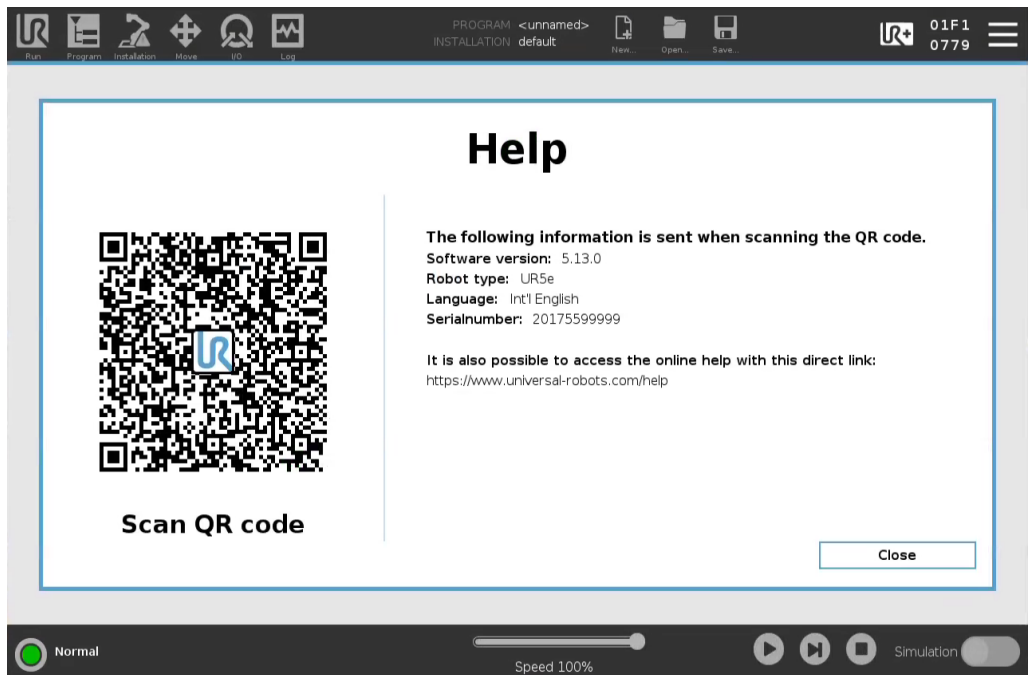 PROGRAM <unnamed>
INSTALLATION default
Run Program Installation Move I/O Log
New... Open... Save...
UR+
01F1
0779
Help
The following information is sent when scanning the QR code.
Software version: 5.13.0
Robot type: UR5e
Language: Int'l English
Serialnumber: 20175599999
It is also possible to access the online help with this direct link:
https://www.universal-robots.com/help
UR
Scan QR code
Close
Normal
Speed 100%
Simulation